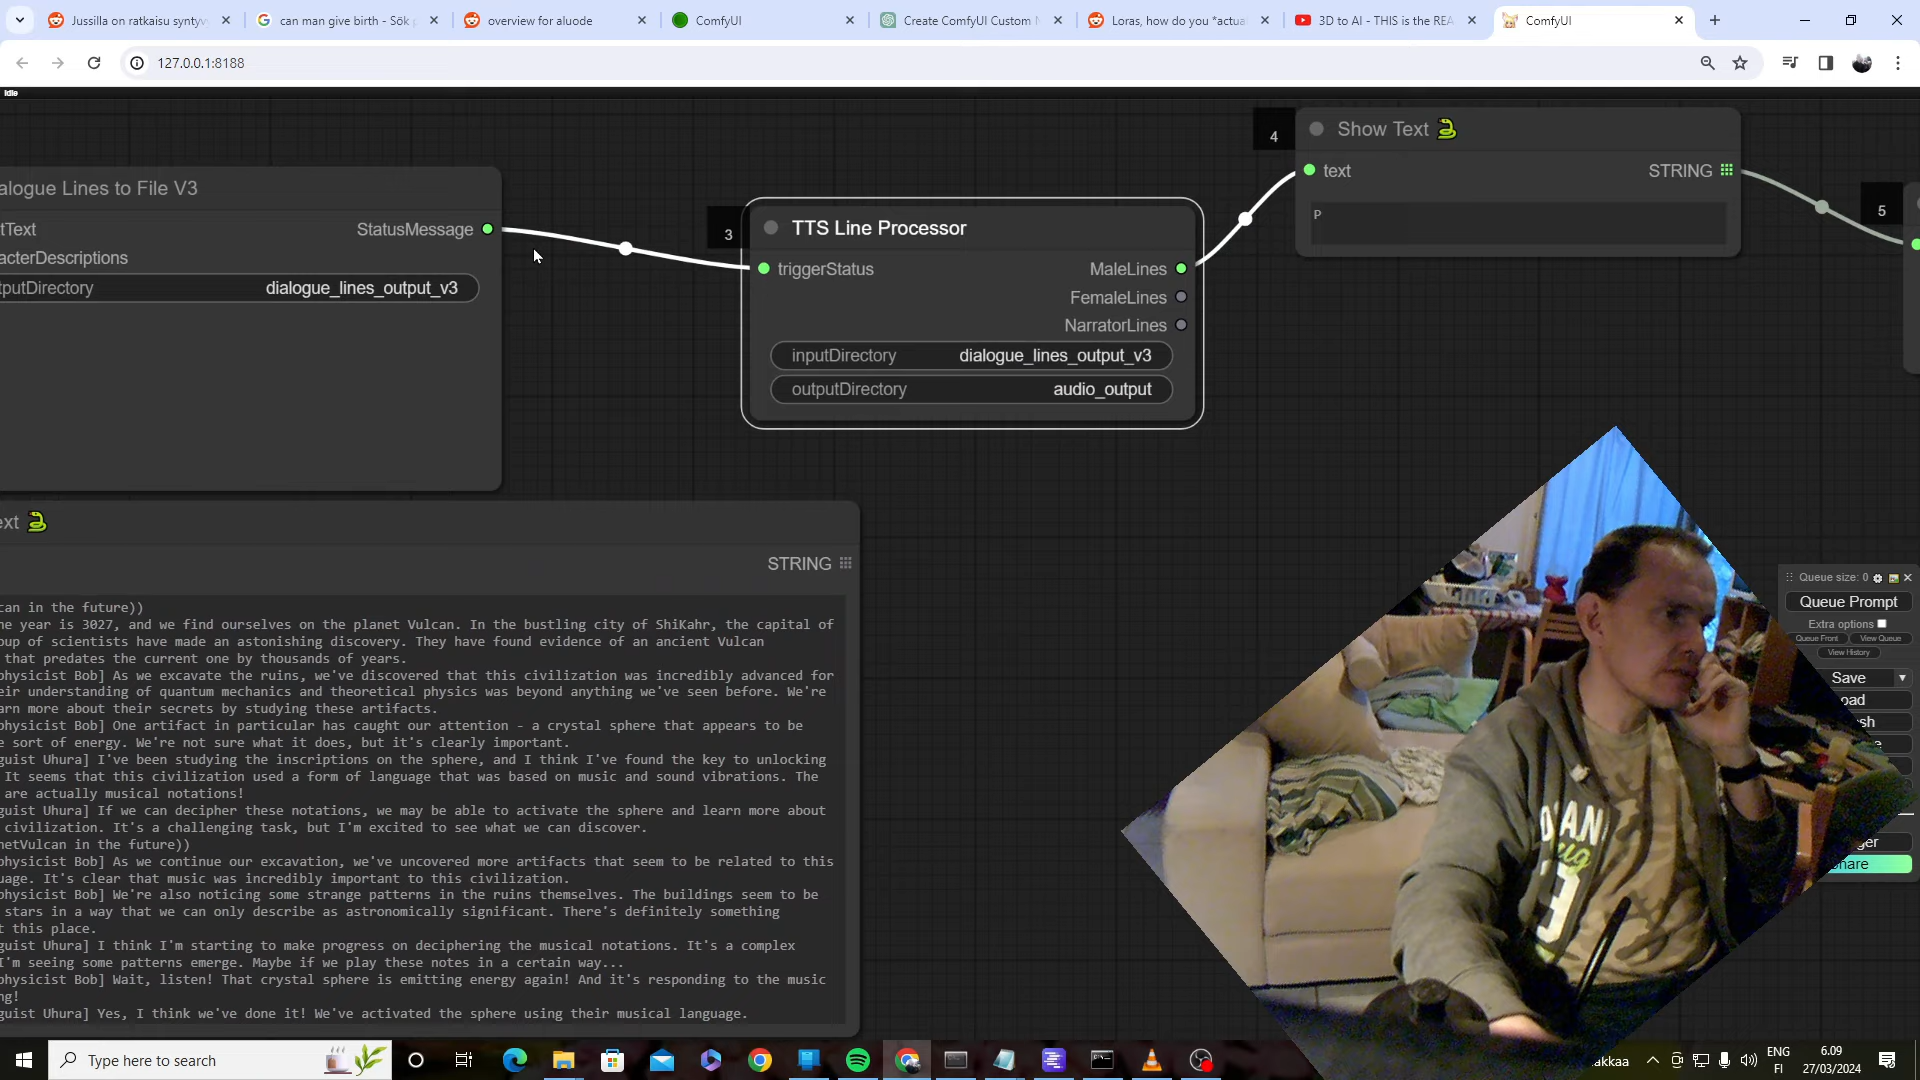 Jussilla on ratkaisu syntyv
can man give birth - Sök p
overview for aluode
ComfyUI
Create ComfyUI Custom N
Loras, how do you *actua
3D to AI - THIS is the REA
ComfyUI
127.0.0.1:8188
Idle
4
Show Text
text
STRING
P
alogue Lines to File V3
tText
StatusMessage
acterDescriptions
tputDirectory
dialogue_lines_output_v3
3
TTS Line Processor
triggerStatus
MaleLines
FemaleLines
NarratorLines
inputDirectory
dialogue_lines_output_v3
outputDirectory
audio_output
5
ext
STRING
can in the future))
ne year is 3027, and we find ourselves on the planet Vulcan. In the bustling city of ShiKahr, the capital of
oup of scientists have made an astonishing discovery. They have found evidence of an ancient Vulcan
that predates the current one by thousands of years.
physicist Bob] As we excavate the ruins, we've discovered that this civilization was incredibly advanced for
eir understanding of quantum mechanics and theoretical physics was beyond anything we've seen before. We're
arn more about their secrets by studying these artifacts.
physicist Bob] One artifact in particular has caught our attention - a crystal sphere that appears to be
e sort of energy. We're not sure what it does, but it's clearly important.
guist Uhura] I've been studying the inscriptions on the sphere, and I think I've found the key to unlocking
It seems that this civilization used a form of language that was based on music and sound vibrations. The
are actually musical notations!
guist Uhura] If we can decipher these notations, we may be able to activate the sphere and learn more about
civilization. It's a challenging task, but I'm excited to see what we can discover.
netVulcan in the future))
physicist Bob] As we continue our excavation, we've uncovered more artifacts that seem to be related to this
uage. It's clear that music was incredibly important to this civilization.
physicist Bob] We're also noticing some strange patterns in the ruins themselves. The buildings seem to be
stars in a way that we can only describe as astronomically significant. There's definitely something
t this place.
guist Uhura] I think I'm starting to make progress on deciphering the musical notations. It's a complex
I'm seeing some patterns emerge. Maybe if we play these notes in a certain way...
physicist Bob] Wait, listen! That crystal sphere is emitting energy again! And it's responding to the music
ng!
guist Uhura] Yes, I think we've done it! We've activated the sphere using their musical language.
Queue size: 0
Queue Prompt
Extra options
Queue Front
View Queue
View History
Save
oad
sh
e
ger
Share
Type here to search
akkaa
ENG
FI
6.09
27/03/2024